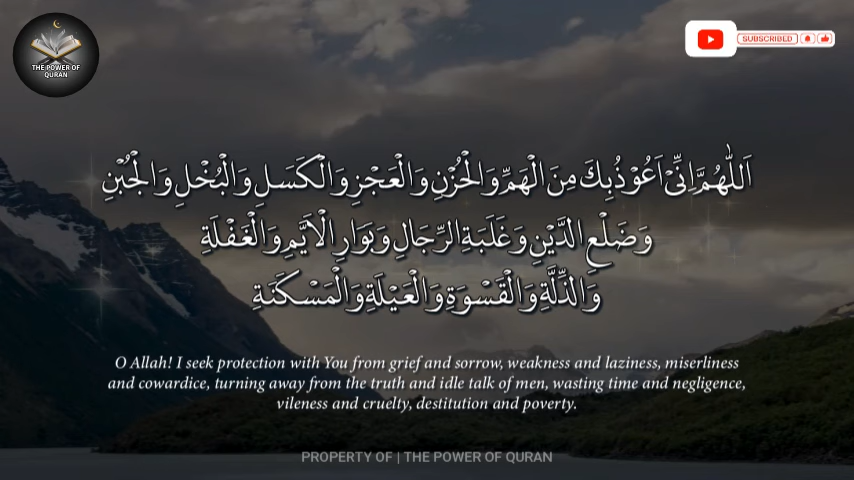 THE POWER OF
QURAN
SUBSCRIBED
اَللّٰهُمَّ اِنِّىْ اَعُوْذُبِكَ مِنَ الْهَمِّ وَالْحُزْنِ وَالْعَجْزِ وَالْكَسَلِ وَالْبُخْلِ وَالْجُبْنِ
وَضَلْعِ الدَّيْنِ وَغَلَبَةِ الرِّجَالِ وَبَوَارِ الْاَيِّمِ وَالْغَفْلَةِ
وَالذِّلَّةِ وَالْقَسْوَةِ وَالْعَيْلَةِ وَالْمَسْكَنَةِ
O Allah! I seek protection with You from grief and sorrow, weakness and laziness, miserliness
and cowardice, turning away from the truth and idle talk of men, wasting time and negligence,
vileness and cruelty, destitution and poverty.
PROPERTY OF | THE POWER OF QURAN